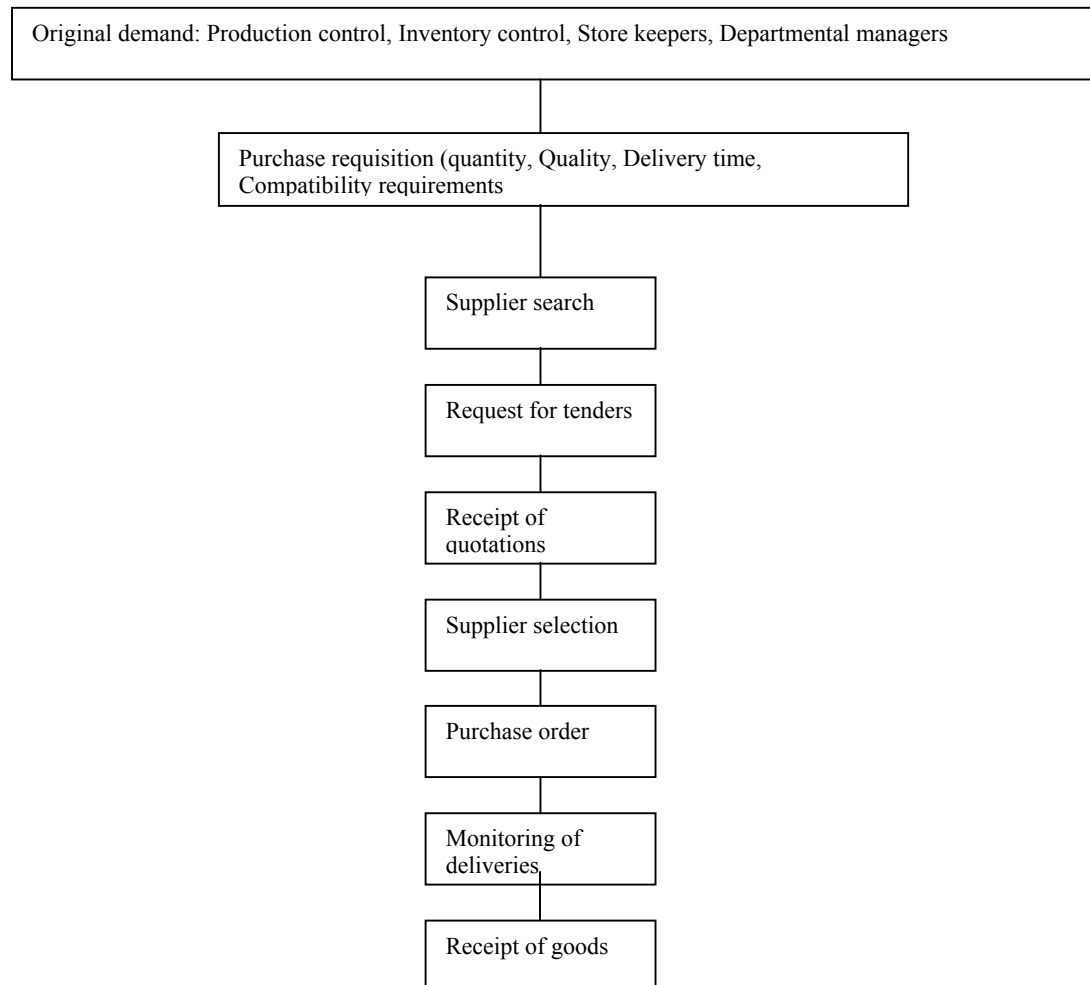 Original demand: Production control, Inventory control, Store keepers, Departmental managers
Purchase requisition (quantity, Quality, Delivery time,
Compatibility requirements
Supplier search
Request for tenders
Receipt of
quotations
Supplier selection
Purchase order
Monitoring of
deliveries
Receipt of goods